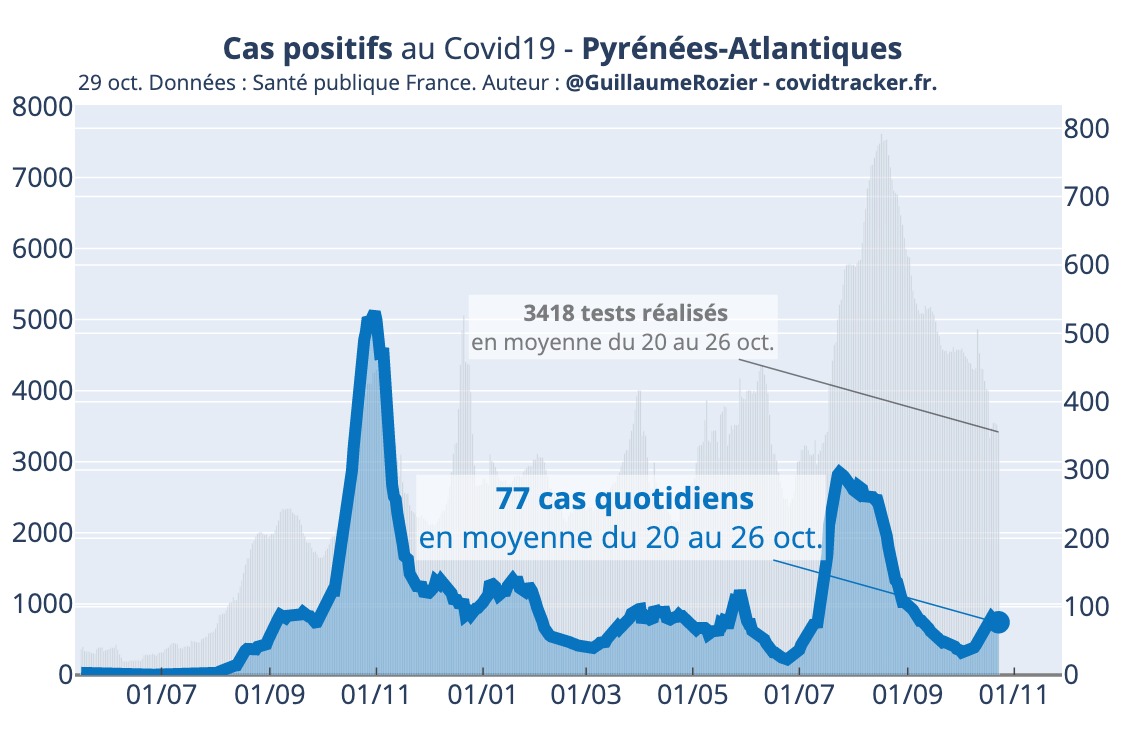 Cas positifs au Covid19 - Pyrénées-Atlantiques
29 oct. Données : Santé publique France. Auteur : @GuillaumeRozier - covidtracker.fr.
8000
7000
6000
5000
4000
3000
2000
1000
0
800
700
600
500
400
300
200
100
0
3418 tests réalisés
en moyenne du 20 au 26 oct.
77 cas quotidiens
en moyenne du 20 au 26 oct.
01/07 01/09 01/11 01/01 01/03 01/05 01/07 01/09 01/11